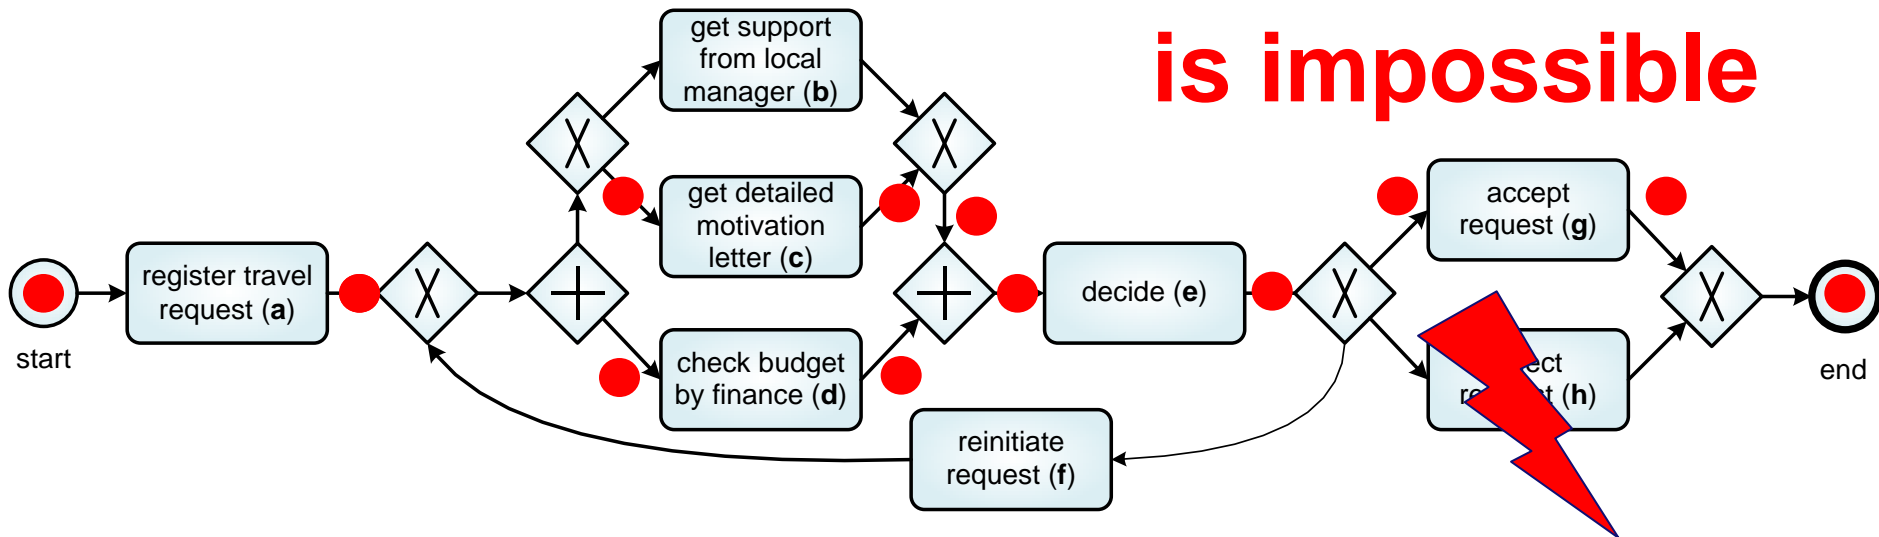 is impossible
get support
from local
manager (b)
get detailed
motivation
letter (c)
accept
request (g)
start
register travel
request (a)
decide (e)
check budget
by finance (d)
(h)
end
reinitiate
request (f)